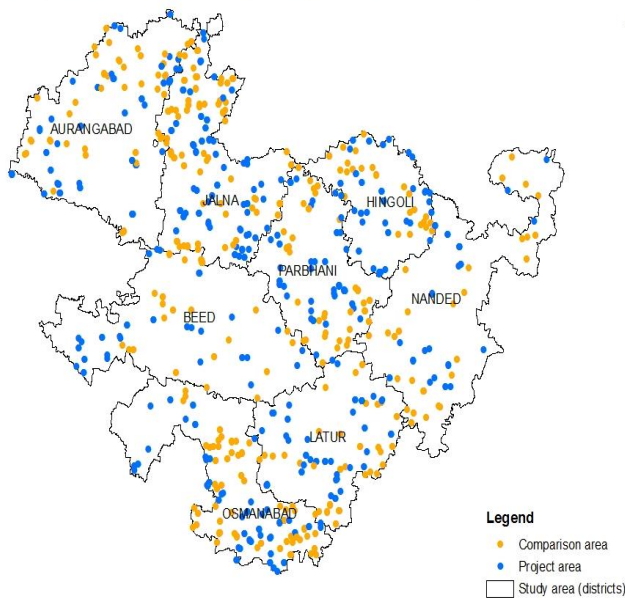 AURANGABAD
JALNA
HINGOLI
PARBHANI
NANDED
BEED
LATUR
OSMANABAD
Legend
Comparison area
Project area
Study area (districts)